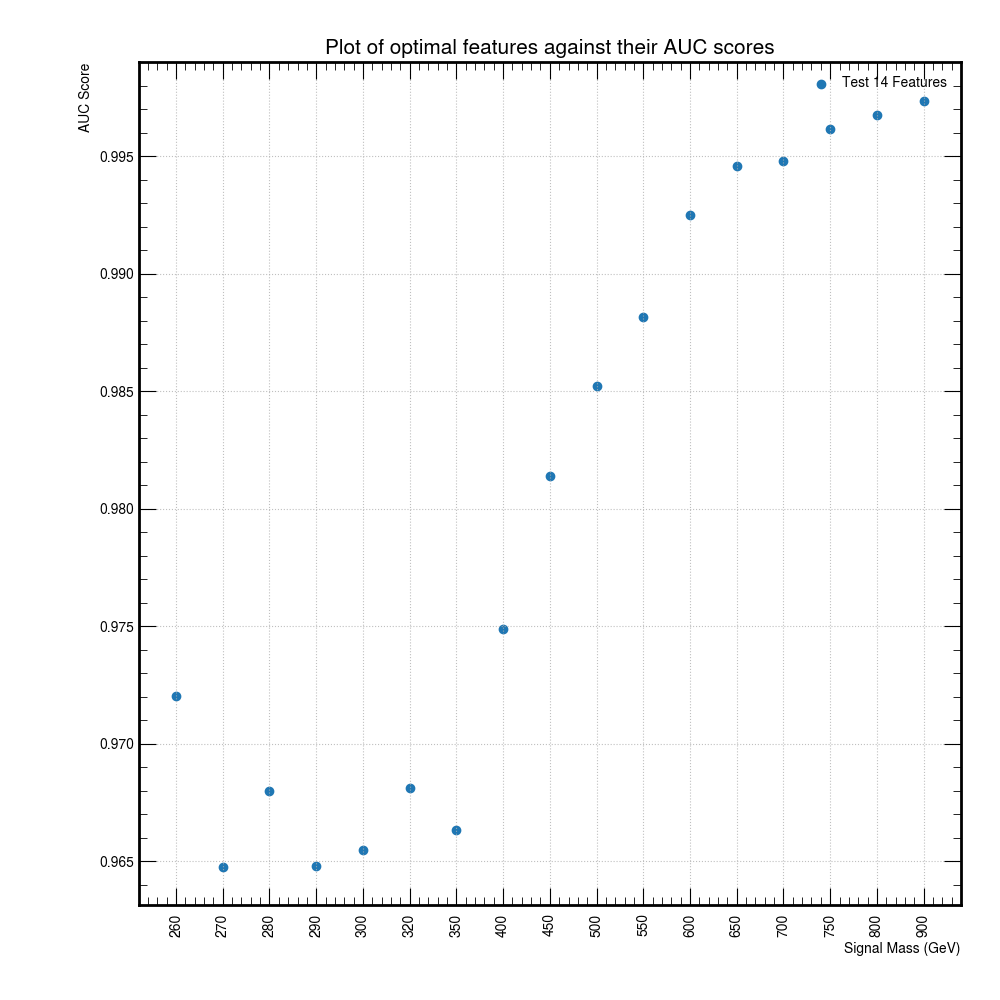 Plot of optimal features against their AUC scores
AUC Score
Test 14 Features
0.995
0.990
0.985
0.980
0.975
0.970
0.965
260 270 280 290 300 320 350 400 450 500 550 600 650 700 750 800 900
Signal Mass (GeV)